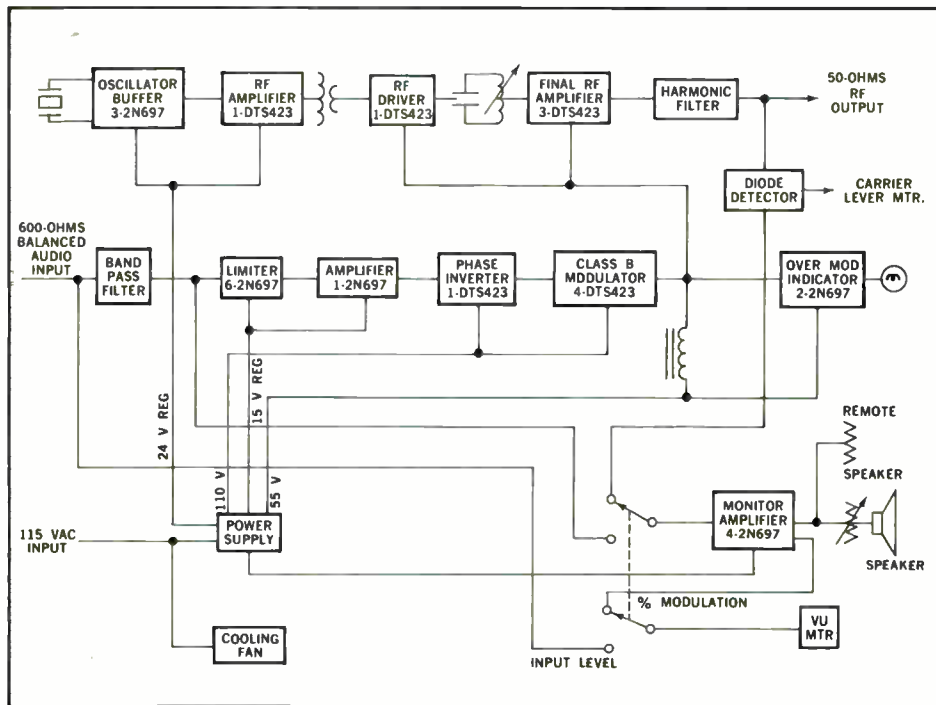 OSCILLATOR
BUFFER
3-2N697
RF
AMPLIFIER
1-DTS423
RF
DRIVER
1-DTS423
FINAL RF
AMPLIFIER
3-DTS423
HARMONIC
FILTER
50-OHMS
RF
OUTPUT
DIODE
DETECTOR
CARRIER
LEVER MTR.
600-OHMS
BALANCED
AUDIO
INPUT
BAND
PASS
FILTER
LIMITER
6-2N697
AMPLIFIER
1-2N697
PHASE
INVERTER
1-DTS423
CLASS B
MDDULATOR
4-DTS423
OVER MOD
INDICATOR
2-2N697
24 V REG
110 V
15 V REG
55 V
REMOTE
SPEAKER
115 VAC
INPUT
POWER
SUPPLY
MONITOR
AMPLIFIER
4-2N697
SPEAKER
% MODULATION
VU
MTR
COOLING
FAN
INPUT LEVEL